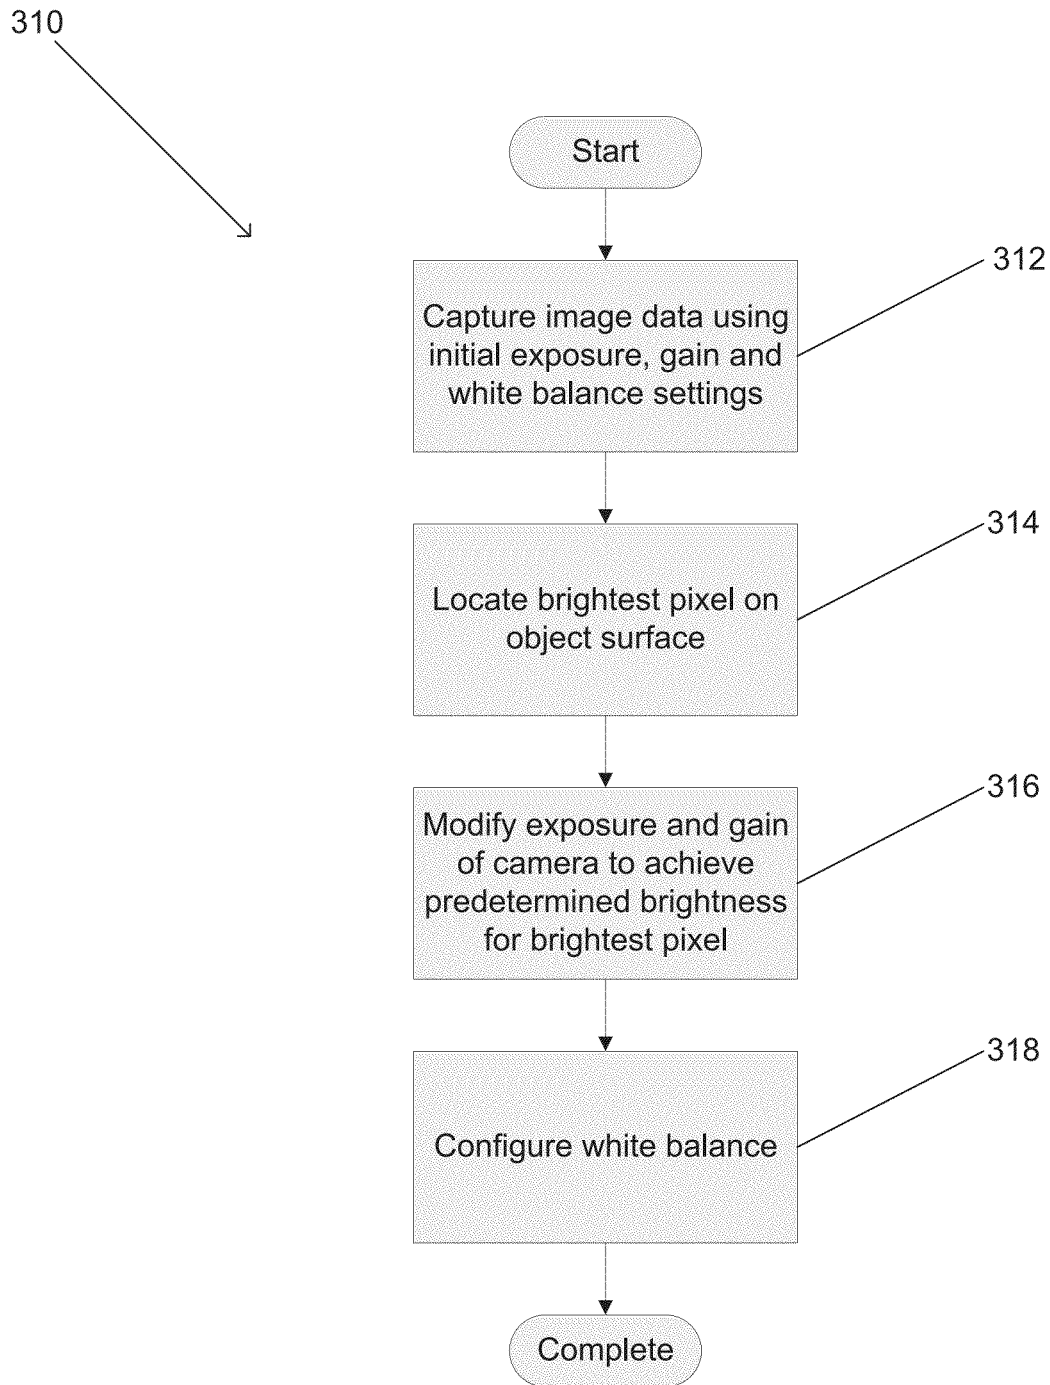 310
Start
312
Capture image data using
initial exposure, gain and
white balance settings
314
Locate brightest pixel on
object surface
316
Modify exposure and gain
of camera to achieve
predetermined brightness
for brightest pixel
318
Configure white balance
Complete